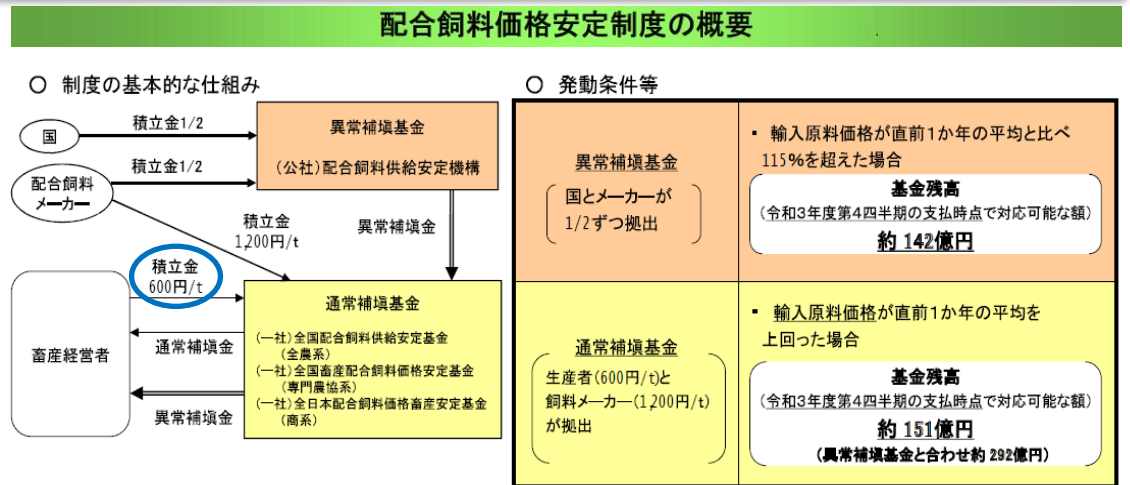 配合飼料価格安定制度の概要
○ 制度の基本的な仕組み
国
積立金1/2
配合飼料
メーカー
積立金1/2
異常補塡基金
(公社)配合飼料供給安定機構
積立金
1,200円/t
異常補塡金
積立金
600円/t
畜産経営者
通常補塡金
異常補塡金
通常補塡基金
(一社)全国配合飼料供給安定基金
(全農系)
(一社)全国畜産配合飼料価格安定基金
(専門農協系)
(一社)全日本配合飼料価格畜産安定基金
(商系)
○ 発動条件等
異常補塡基金
国とメーカーが
1/2ずつ拠出
▪ 輸入原料価格が直前1か年の平均と比べ
115%を超えた場合
基金残高
(令和3年度第4四半期の支払時点で対応可能な額)
約 142億円
通常補塡基金
生産者(600円/t)と
飼料メーカー(1,200円/t)
が拠出
▪ 輸入原料価格が直前1か年の平均を
上回った場合
基金残高
(令和3年度第4四半期の支払時点で対応可能な額)
約 151億円
(異常補塡基金と合わせ約 292億円)